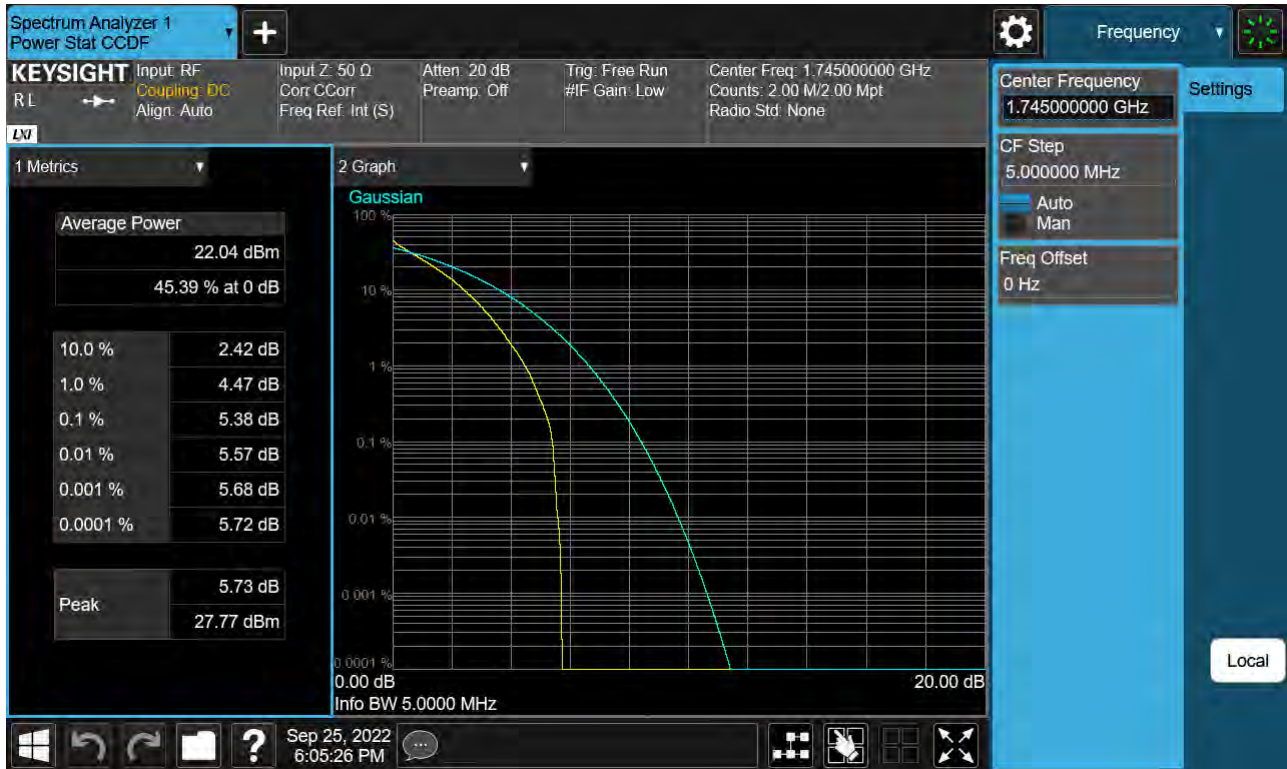 Spectrum Analyzer 1
Power Stat CCDF
Frequency
KEYSIGHT
RL
LXI
Input: RF
Coupling: DC
Align: Auto
Input Z: 50 Ω
Corr CCorr
Freq Ref: Int (S)
Atten: 20 dB
Preamp: Off
Trig: Free Run
#IF Gain: Low
Center Freq: 1.745000000 GHz
Counts: 2.00 M/2.00 Mpt
Radio Std: None
Center Frequency
1.745000000 GHz
Settings
CF Step
5.000000 MHz
Auto
Man
Freq Offset
0 Hz
Local
1 Metrics
Average Power
22.04 dBm
45.39 % at 0 dB
10.0 % 2.42 dB
1.0 % 4.47 dB
0.1 % 5.38 dB
0.01 % 5.57 dB
0.001 % 5.68 dB
0.0001 % 5.72 dB
Peak
5.73 dB
27.77 dBm
2 Graph
Gaussian
100 %
10 %
1 %
0.1 %
0.01 %
0.001 %
0.0001 %
0.00 dB 20.00 dB
Info BW 5.0000 MHz
?
Sep 25, 2022
6:05:26 PM